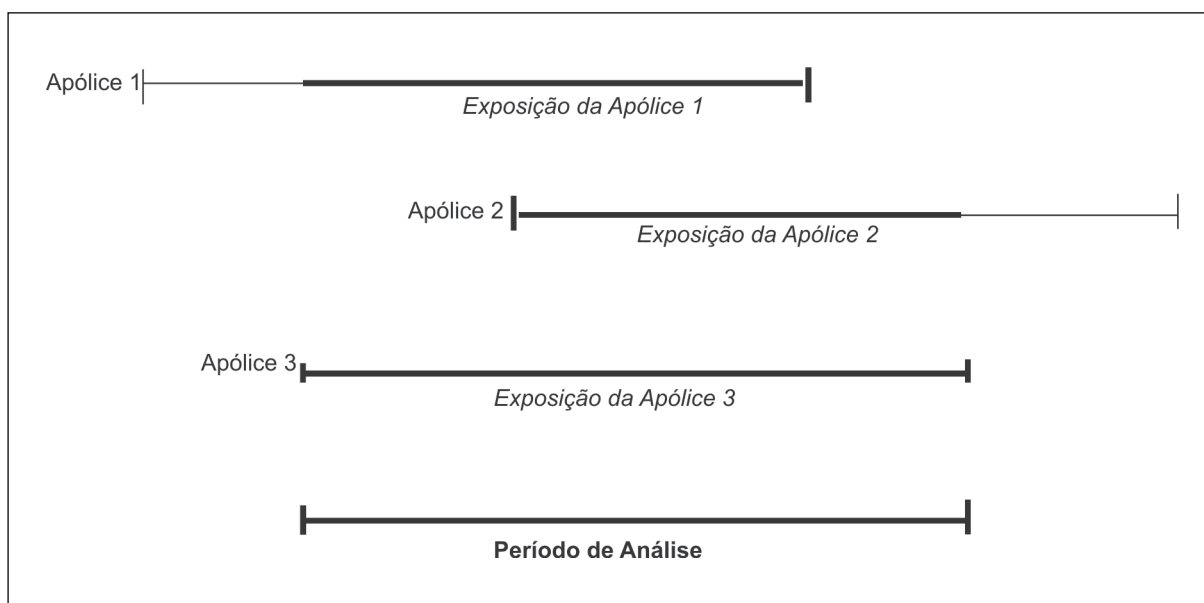 Apólice 1
Exposição da Apólice 1
Apólice 2
Exposição da Apólice 2
Apólice 3
Exposição da Apólice 3
Período de Análise